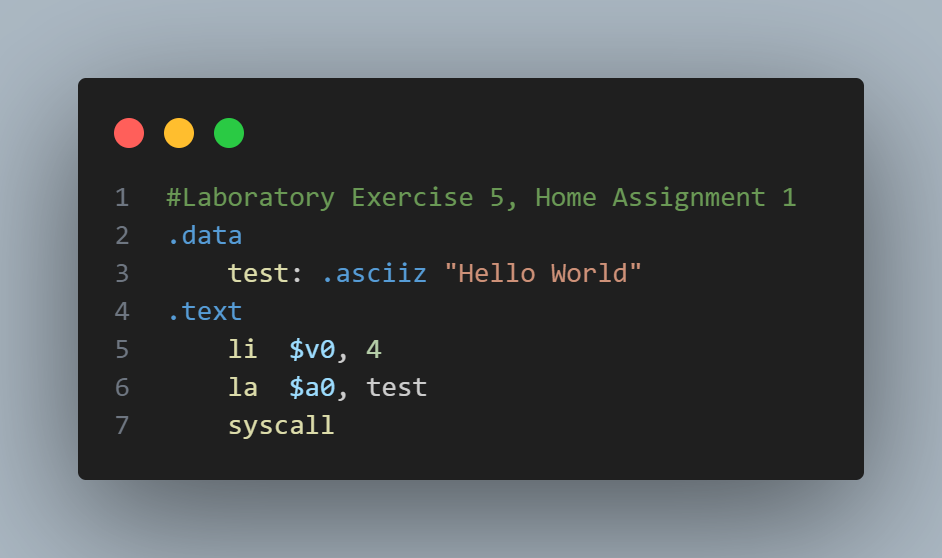 1 #Laboratory Exercise 5, Home Assignment 1
2 .data
3 test: .asciiz "Hello World"
4 .text
5 li $v0, 4
6 la $a0, test
7 syscall